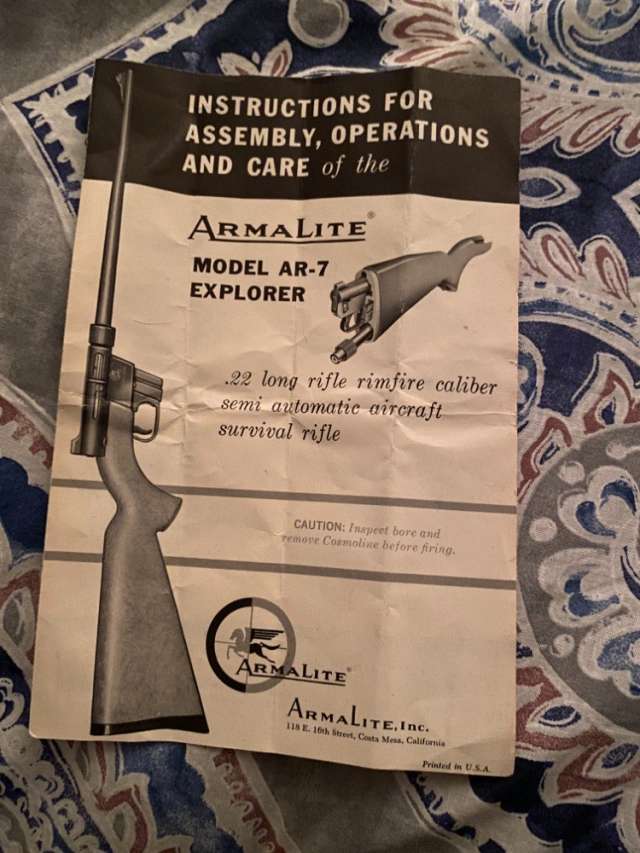 INSTRUCTIONS FOR
ASSEMBLY, OPERATIONS
AND CARE of the
ARMALITE®
MODEL AR-7
EXPLORER
.22 long rifle rimfire caliber
semi automatic aircraft
survival rifle
CAUTION: Inspect bore and
remove Cosmoline before firing.
ARMALITE®
ARMALITE, Inc.
118 E. 16th Street, Costa Mesa, California
Printed in U.S.A.